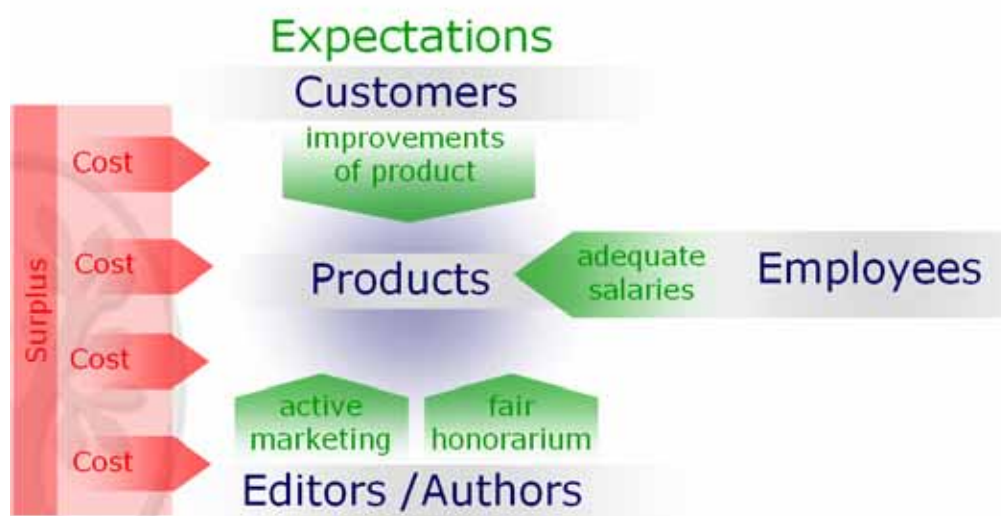 Expectations
Customers
improvements
of product
Cost
Cost
Surplus
Products
adequate
salaries
Employees
Cost
active
marketing
fair
honorarium
Cost
Editors /Authors